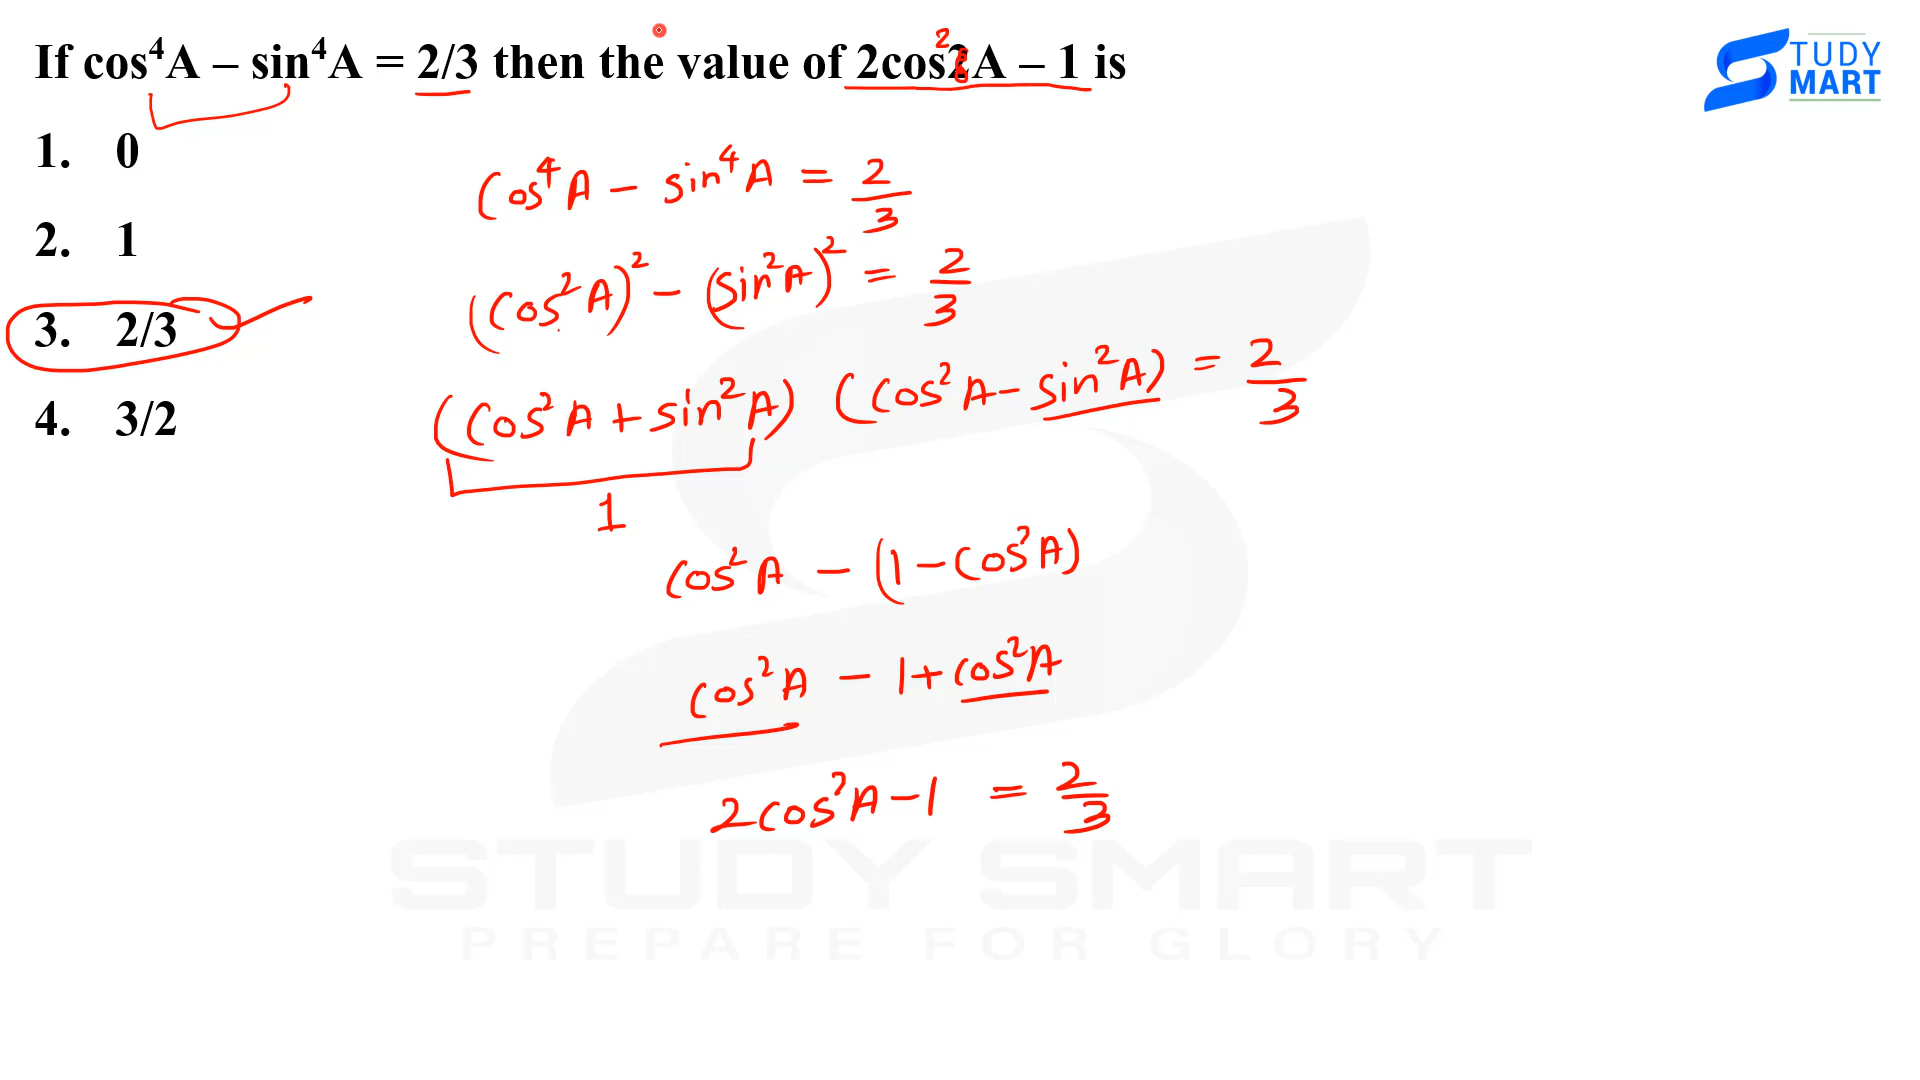 If cos⁴A – sin⁴A = 2/3 then the value of 2cos²A – 1 is
STUDY
MART
1. 0
2. 1
3. 2/3
4. 3/2
cos⁴A – sin⁴A = 2/3
(cos²A)² – (sin²A)² = 2/3
(cos²A + sin²A) (cos²A – sin²A) = 2/3
1
cos²A – (1 – cos²A)
cos²A – 1 + cos²A
2cos²A – 1 = 2/3
STUDY SMART
PREPARE FOR GLORY